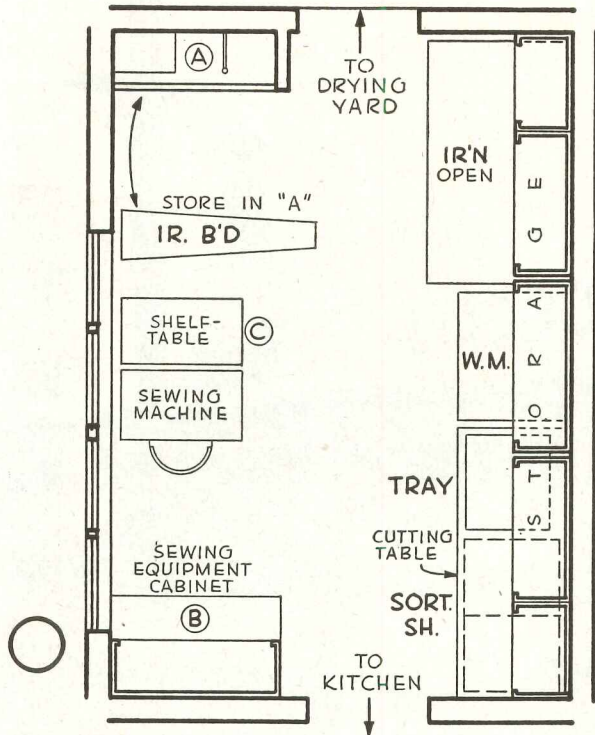 A
TO
DRYING
YARD
IR'N
OPEN
STORE IN "A"
IR. B'D
SHELF-
TABLE
C
W.M.
SEWING
MACHINE
STORAGE
TRAY
CUTTING
TABLE
SEWING
EQUIPMENT
CABINET
SORT.
SH.
B
TO
KITCHEN